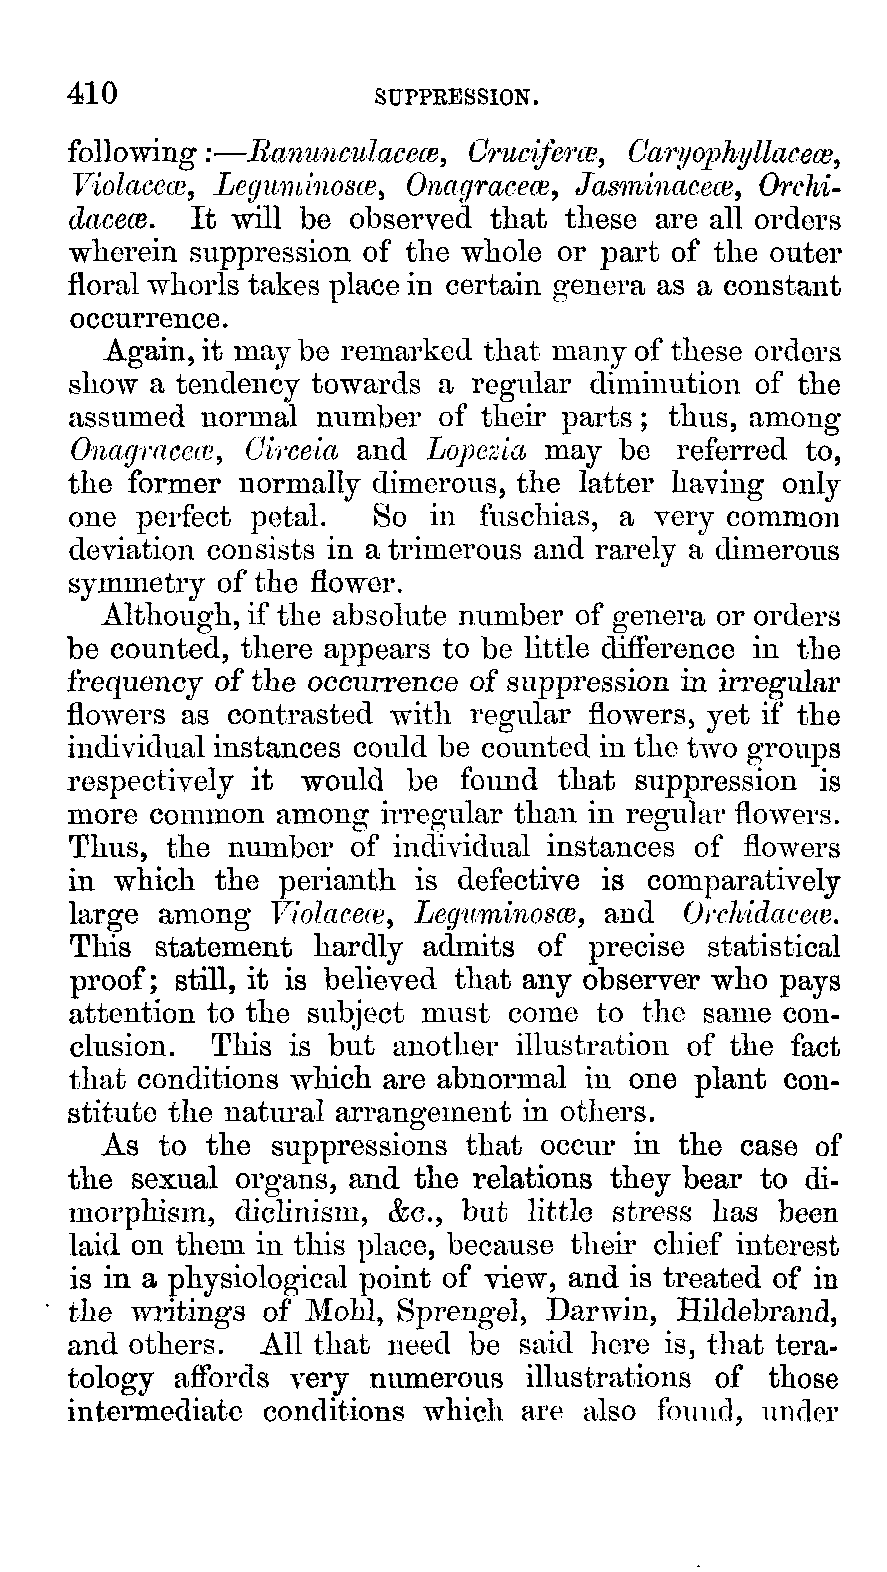 410 SUPPRESSION.
following :—Ranunculaceæ, Cruciferæ, Caryophyllaceæ,
Violaceæ, Leguminosæ, Onagraceæ, Jasminaceæ, Orchi-
daceæ. It will be observed that these are all orders
wherein suppression of the whole or part of the outer
floral whorls takes place in certain genera as a constant
occurrence.
Again, it may be remarked that many of these orders
show a tendency towards a regular diminution of the
assumed normal number of their parts ; thus, among
Onagraceæ, Circeia and Lopezia may be referred to,
the former normally dimerous, the latter having only
one perfect petal. So in fuschias, a very common
deviation consists in a trimerous and rarely a dimerous
symmetry of the flower.
Although, if the absolute number of genera or orders
be counted, there appears to be little difference in the
frequency of the occurrence of suppression in irregular
flowers as contrasted with regular flowers, yet if the
individual instances could be counted in the two groups
respectively it would be found that suppression is
more common among irregular than in regular flowers.
Thus, the number of individual instances of flowers
in which the perianth is defective is comparatively
large among Violaceæ, Leguminosæ, and Orchidaceæ.
This statement hardly admits of precise statistical
proof; still, it is believed that any observer who pays
attention to the subject must come to the same con-
clusion. This is but another illustration of the fact
that conditions which are abnormal in one plant con-
stitute the natural arrangement in others.
As to the suppressions that occur in the case of
the sexual organs, and the relations they bear to di-
morphism, diclinism, &c., but little stress has been
laid on them in this place, because their chief interest
is in a physiological point of view, and is treated of in
the writings of Mohl, Sprengel, Darwin, Hildebrand,
and others. All that need be said here is, that tera-
tology affords very numerous illustrations of those
intermediate conditions which are also found, under